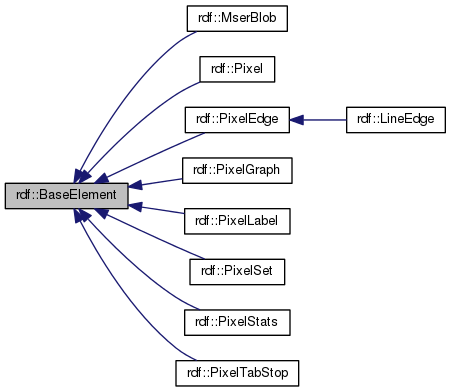 rdf::MserBlob
rdf::Pixel
rdf::PixelEdge
rdf::LineEdge
rdf::PixelGraph
rdf::BaseElement
rdf::PixelLabel
rdf::PixelSet
rdf::PixelStats
rdf::PixelTabStop